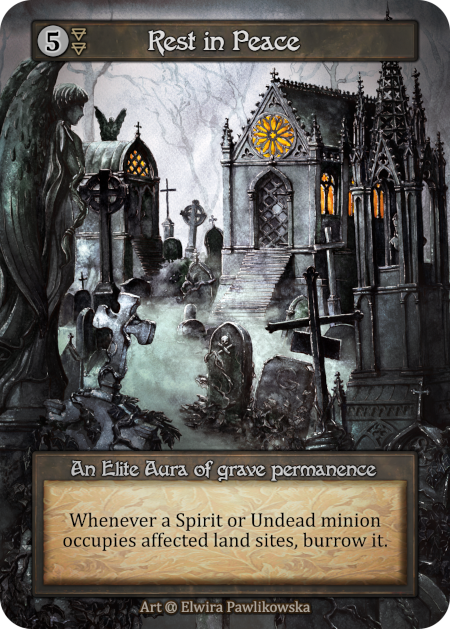 5
Rest in Peace
An Elite Aura of grave permanence
Whenever a Spirit or Undead minion
occupies affected land sites, burrow it.
Art @ Elwira Pawlikowska